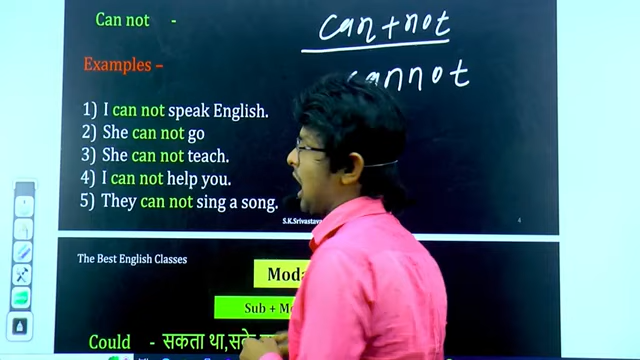 Can not -
can + not
cannot
Examples –
1) I can not speak English.
2) She can not go
3) She can not teach.
4) I can not help you.
5) They can not sing a song.
S.K.Srivastava
4
The Best English Classes
Sub +
Could - सकता था,